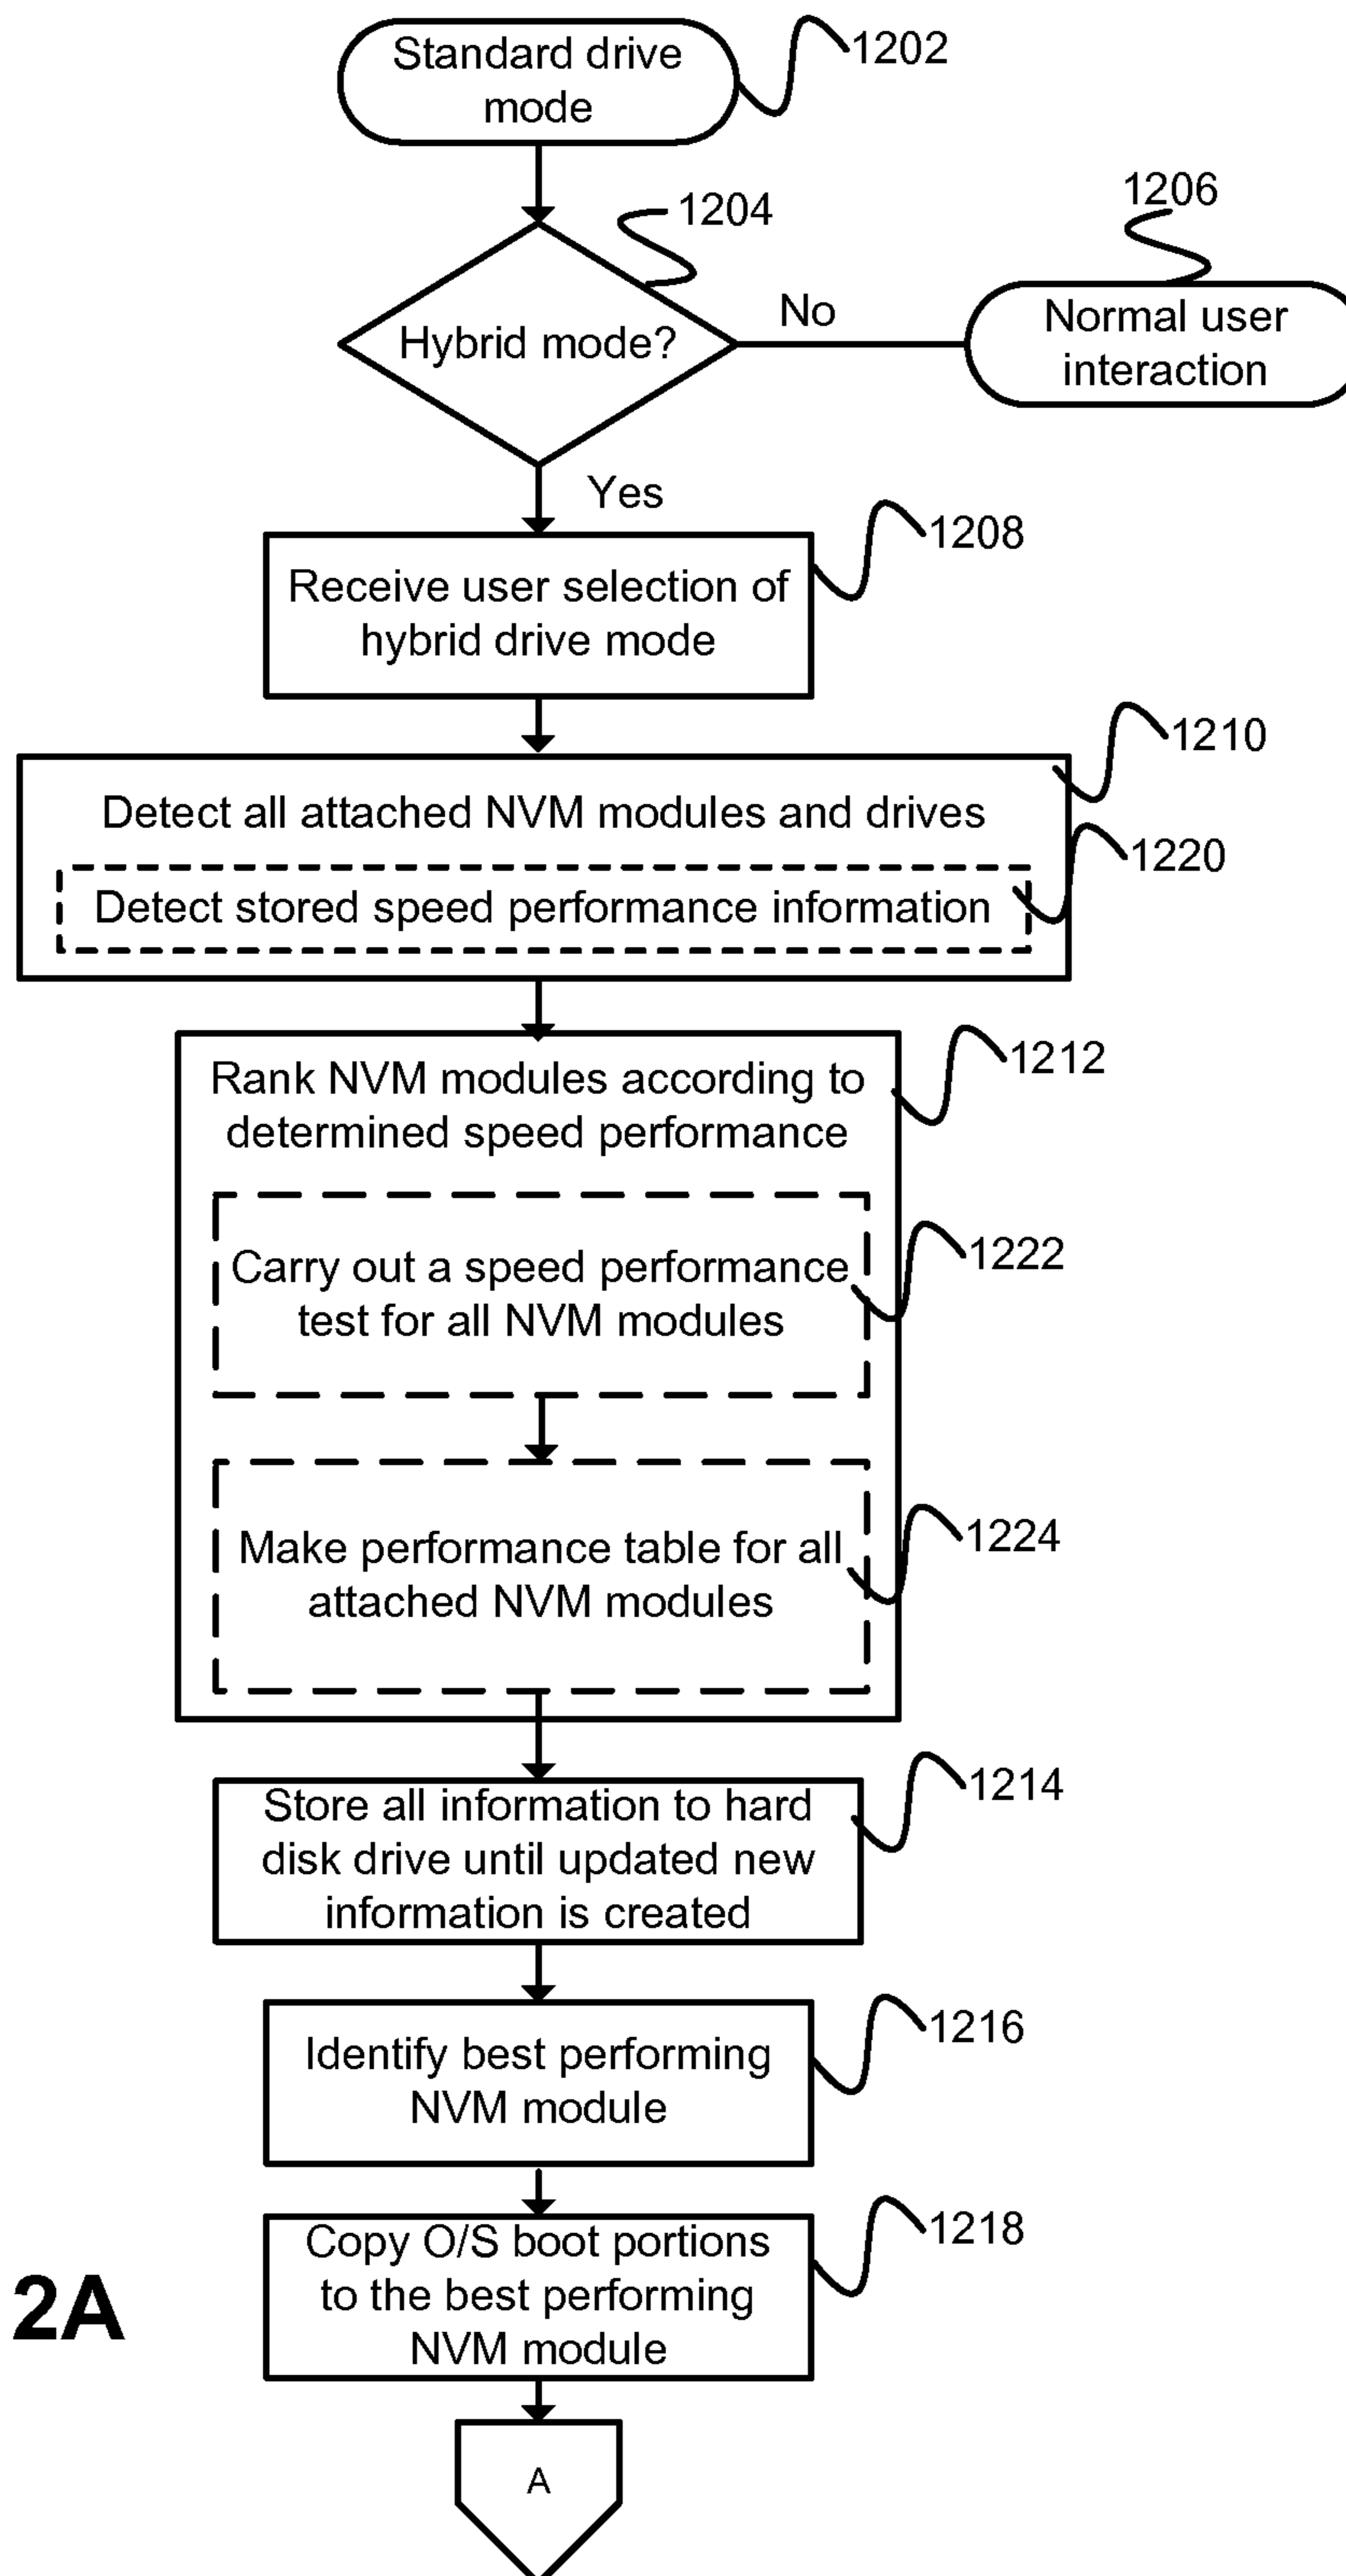 Standard drive
mode
1202
1204
1206
Hybrid mode?
No
Normal user
interaction
Yes
1208
Receive user selection of
hybrid drive mode
1210
Detect all attached NVM modules and drives
1220
Detect stored speed performance information
1212
Rank NVM modules according to
determined speed performance
1222
Carry out a speed performance
test for all NVM modules
1224
Make performance table for all
attached NVM modules
1214
Store all information to hard
disk drive until updated new
information is created
1216
Identify best performing
NVM module
1218
Copy O/S boot portions
to the best performing
NVM module
2A
A